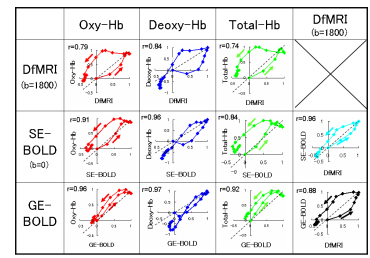 Oxy-Hb Deoxy-Hb Total-Hb DfMRI
(b=1800)
DfMRI
(b=1800)
r=0.79
Oxy-Hb
DfMRI
r=0.84
Deoxy-Hb
DfMRI
r=0.74
Total-Hb
DfMRI
SE-
BOLD
(b=0)
r=0.91
Oxy-Hb
SE-BOLD
r=0.96
Deoxy-Hb
SE-BOLD
r=0.84
Total-Hb
SE-BOLD
r=0.96
SE-BOLD
DfMRI
GE-
BOLD
r=0.96
Oxy-Hb
GE-BOLD
r=0.97
Deoxy-Hb
GE-BOLD
r=0.92
Total-Hb
GE-BOLD
r=0.88
GE-BOLD
DfMRI